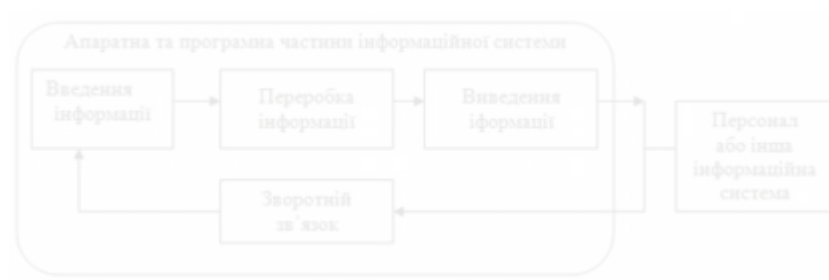 Апаратна та програмна частини інформаційної системи
Введення
інформації
Переробка
інформації
Виведення
іформації
Персонал
або інша
інформаційна
система
Зворотній
зв`язок